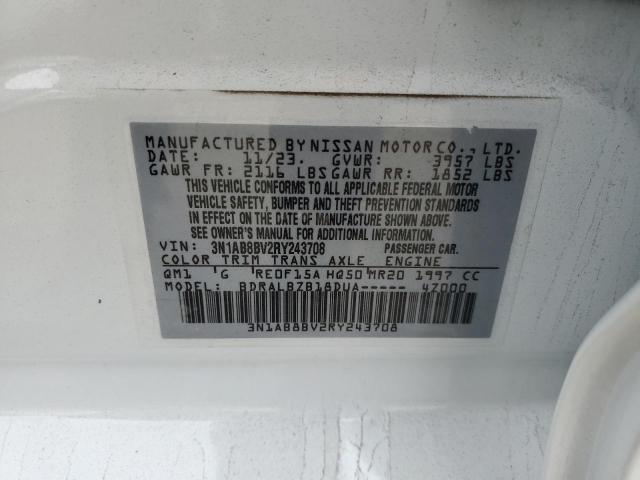 MANUFACTURED BY NISSAN MOTOR CO., LTD.
DATE: 11/23. GVWR: 3957 LBS
GAWR FR: 2116 LBS GAWR RR: 1852 LBS
THIS VEHICLE CONFORMS TO ALL APPLICABLE FEDERAL MOTOR
VEHICLE SAFETY, BUMPER AND THEFT PREVENTION STANDARDS
IN EFFECT ON THE DATE OF MANUFACTURE SHOWN ABOVE.
SEE OWNER'S MANUAL FOR ADDITIONAL INFORMATION.
VIN: 3N1AB8BV2RY243708 PASSENGER CAR.
COLOR TRIM TRANS AXLE ENGINE
QM1 'G RE0F15A HQ50 MR20 1997 CC
MODEL: BDRALBZB18DUA----- 47000
3N1AB8BV2RY243708